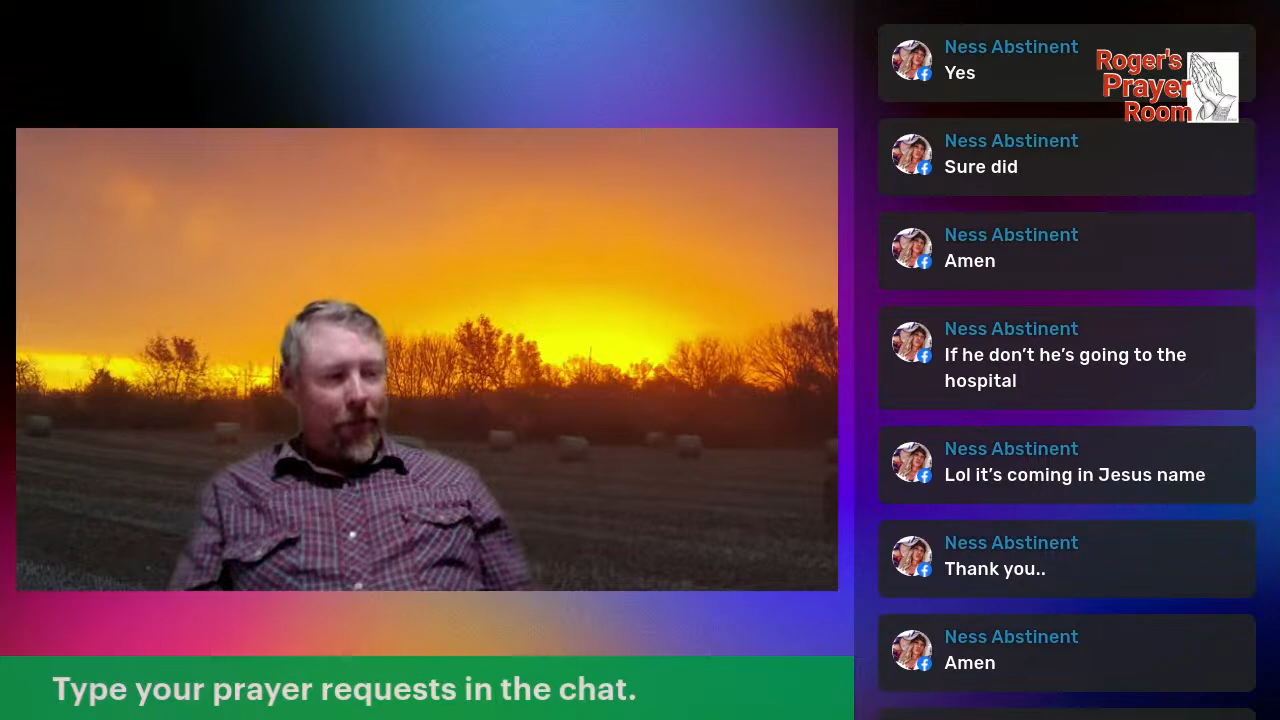 Ness Abstinent
Yes
Roger's
Prayer
Room
Ness Abstinent
Sure did
Ness Abstinent
Amen
Ness Abstinent
If he don’t he’s going to the
hospital
Ness Abstinent
Lol it’s coming in Jesus name
Ness Abstinent
Thank you..
Ness Abstinent
Amen
Type your prayer requests in the chat.